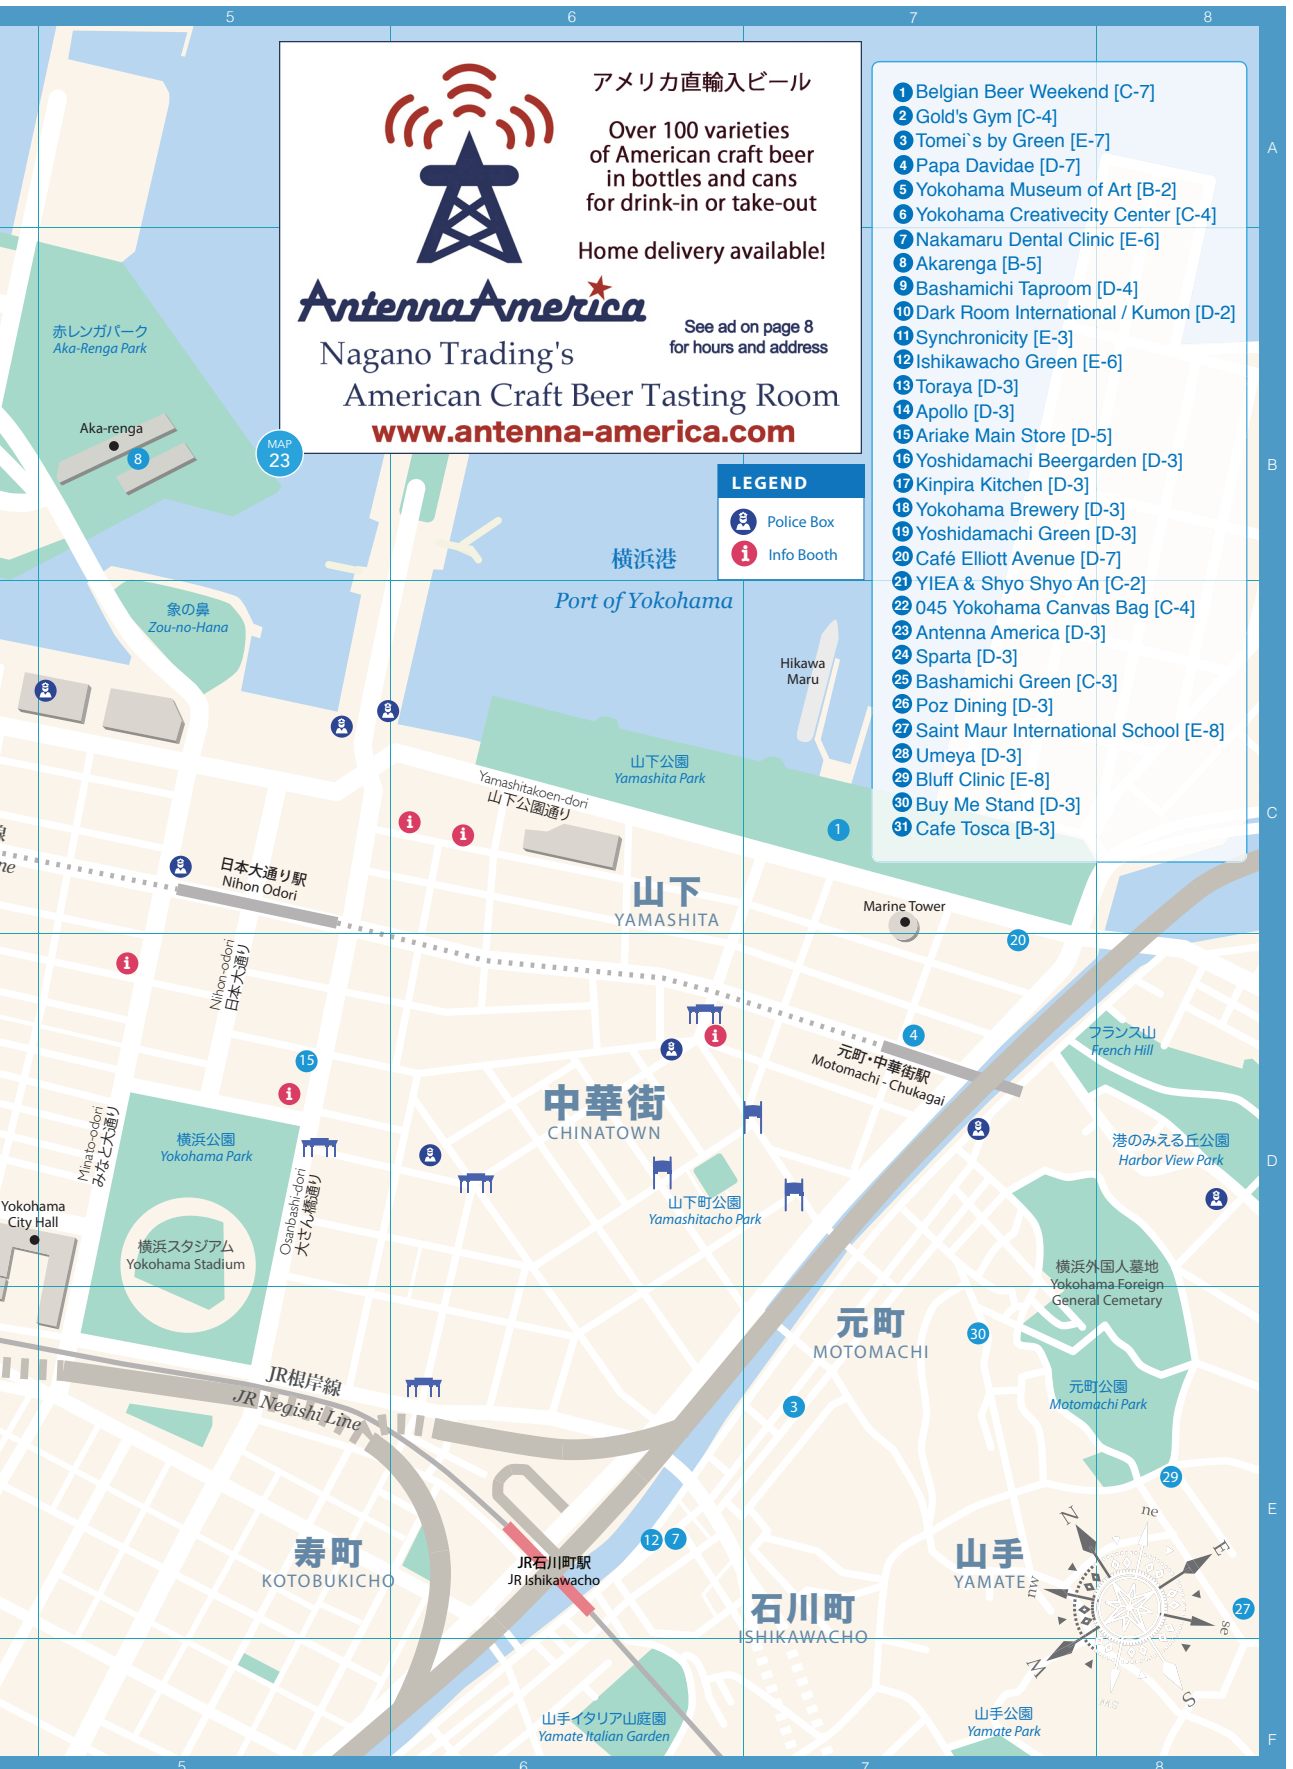 5
6
7
8
A
B
C
D
E
F
アメリカ直輸入ビール
Over 100 varieties
of American craft beer
in bottles and cans
for drink-in or take-out
Home delivery available!
AntennaAmerica
See ad on page 8
for hours and address
Nagano Trading's
American Craft Beer Tasting Room
www.antenna-america.com
MAP
23
LEGEND
Police Box
Info Booth
1 Belgian Beer Weekend [C-7]
2 Gold's Gym [C-4]
3 Tomei`s by Green [E-7]
4 Papa Davidae [D-7]
5 Yokohama Museum of Art [B-2]
6 Yokohama Creativecity Center [C-4]
7 Nakamaru Dental Clinic [E-6]
8 Akarenga [B-5]
9 Bashamichi Taproom [D-4]
10 Dark Room International / Kumon [D-2]
11 Synchronicity [E-3]
12 Ishikawacho Green [E-6]
13 Toraya [D-3]
14 Apollo [D-3]
15 Ariake Main Store [D-5]
16 Yoshidamachi Beergarden [D-3]
17 Kinpira Kitchen [D-3]
18 Yokohama Brewery [D-3]
19 Yoshidamachi Green [D-3]
20 Café Elliott Avenue [D-7]
21 YIEA & Shyo Shyo An [C-2]
22 045 Yokohama Canvas Bag [C-4]
23 Antenna America [D-3]
24 Sparta [D-3]
25 Bashamichi Green [C-3]
26 Poz Dining [D-3]
27 Saint Maur International School [E-8]
28 Umeya [D-3]
29 Bluff Clinic [E-8]
30 Buy Me Stand [D-3]
31 Cafe Tosca [B-3]
赤レンガパーク
Aka-Renga Park
Aka-renga
8
横浜港
Port of Yokohama
象の鼻
Zou-no-Hana
Hikawa
Maru
山下公園
Yamashita Park
Yamashitakoen-dori
山下公園通り
1
線
ne
日本大通り駅
Nihon Odori
山下
YAMASHITA
Marine Tower
20
Nihon-odori
日本大通り
4
元町・中華街駅
Motomachi - Chukagai
フランス山
French Hill
15
中華街
CHINATOWN
Minato-odori
みなと大通り
横浜公園
Yokohama Park
港のみえる丘公園
Harbor View Park
Osanbashi-dori
大さん橋通り
山下町公園
Yamashitacho Park
Yokohama
City Hall
横浜スタジアム
Yokohama Stadium
横浜外国人墓地
Yokohama Foreign
General Cemetary
元町
MOTOMACHI
30
JR根岸線
JR Negishi Line
元町公園
Motomachi Park
3
29
12
7
寿町
KOTOBUKICHO
JR石川町駅
JR Ishikawacho
山手
YAMATE
石川町
ISHIKAWACHO
N
ne
E
se
S
W
nw
27
山手イタリア山庭園
Yamate Italian Garden
山手公園
Yamate Park
5
6
7
8